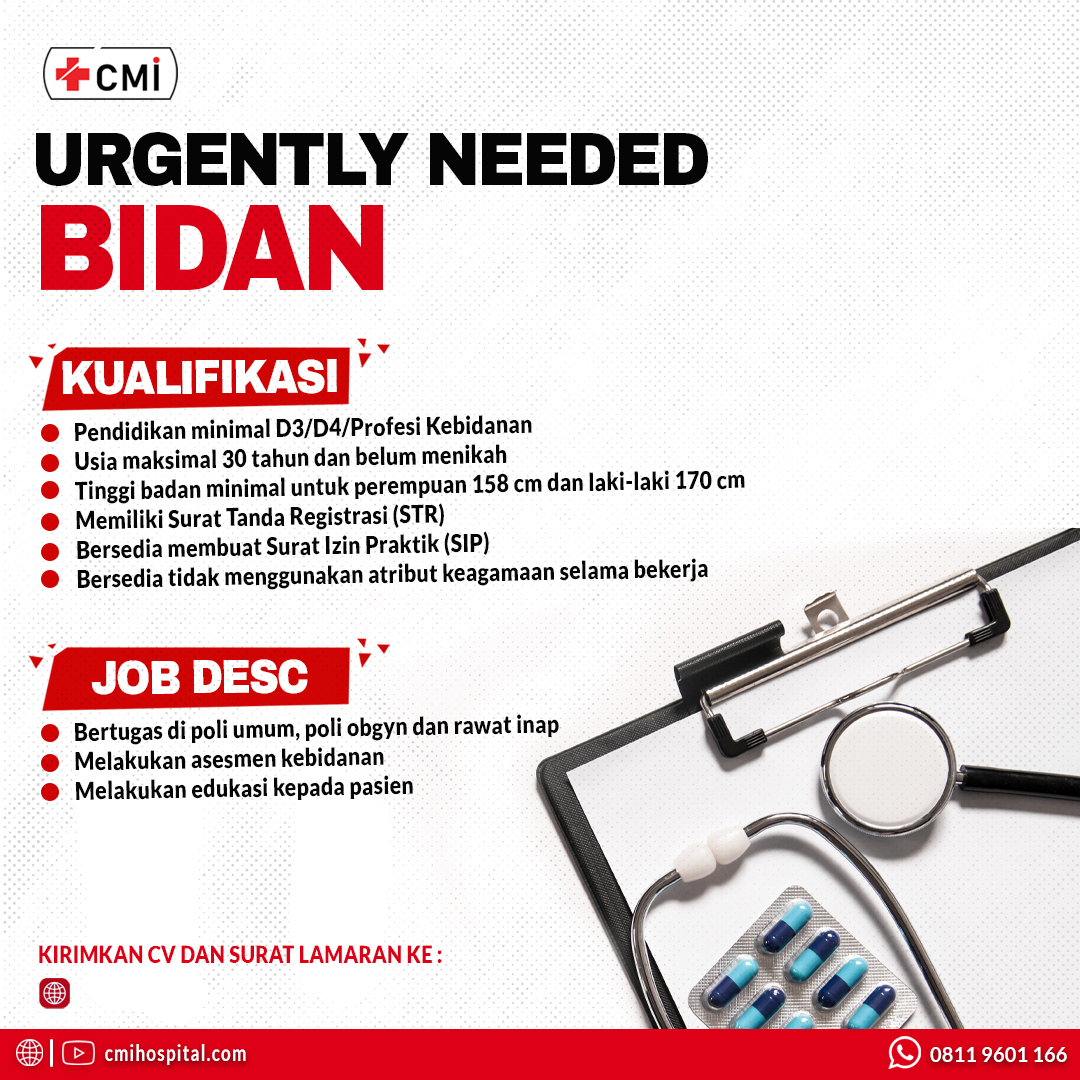 CMI
URGENTLY NEEDED
BIDAN
KUALIFIKASI
Pendidikan minimal D3/D4/Profesi Kebidanan
Usia maksimal 30 tahun dan belum menikah
Tinggi badan minimal untuk perempuan 158 cm dan laki-laki 170 cm
Memiliki Surat Tanda Registrasi (STR)
Bersedia membuat Surat Izin Praktik (SIP)
Bersedia tidak menggunakan atribut keagamaan selama bekerja
JOB DESC
Bertugas di poli umum, poli obgyn dan rawat inap
Melakukan asesmen kebidanan
Melakukan edukasi kepada pasien
KIRIMKAN CV DAN SURAT LAMARAN KE :
cmihospital.com
0811 9601 166